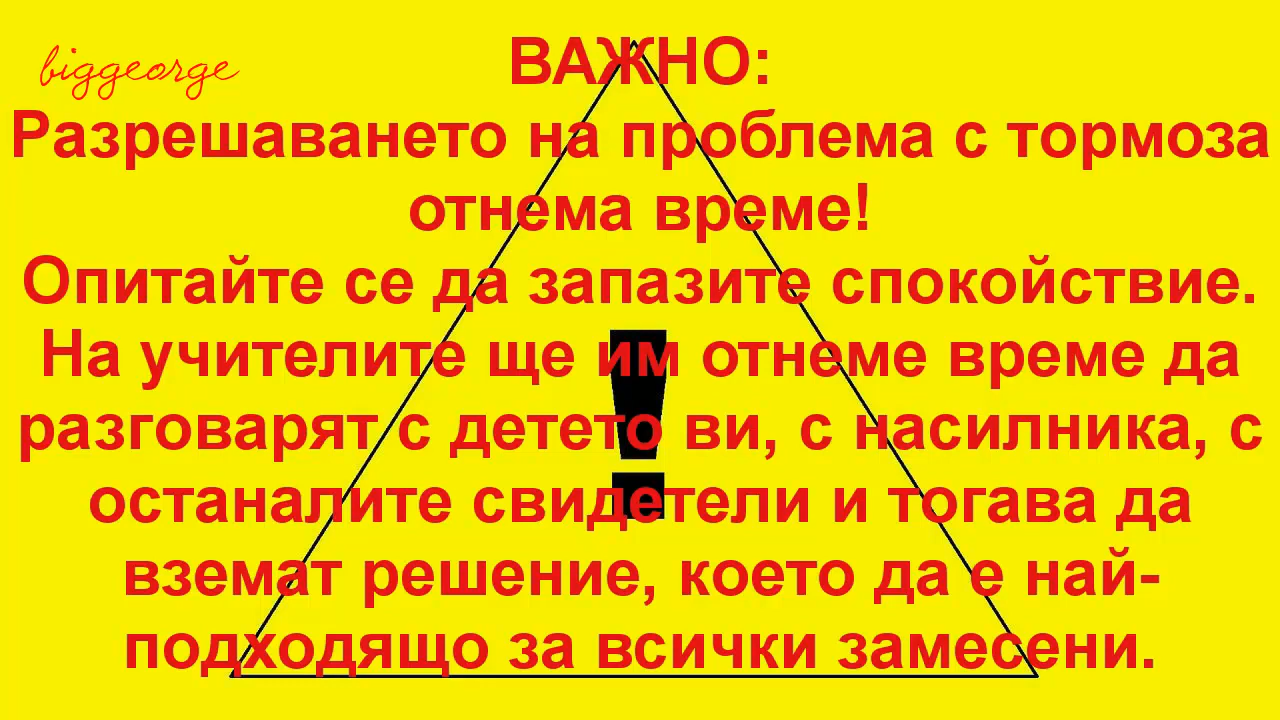 biggeorge
ВАЖНО:
Разрешаването на проблема с тормоза
отнема време!
Опитайте се да запазите спокойствие.
На учителите ще им отнеме време да
разговарят с детето ви, с насилника, с
останалите свидетели и тогава да
вземат решение, което да е най-
подходящо за всички замесени.